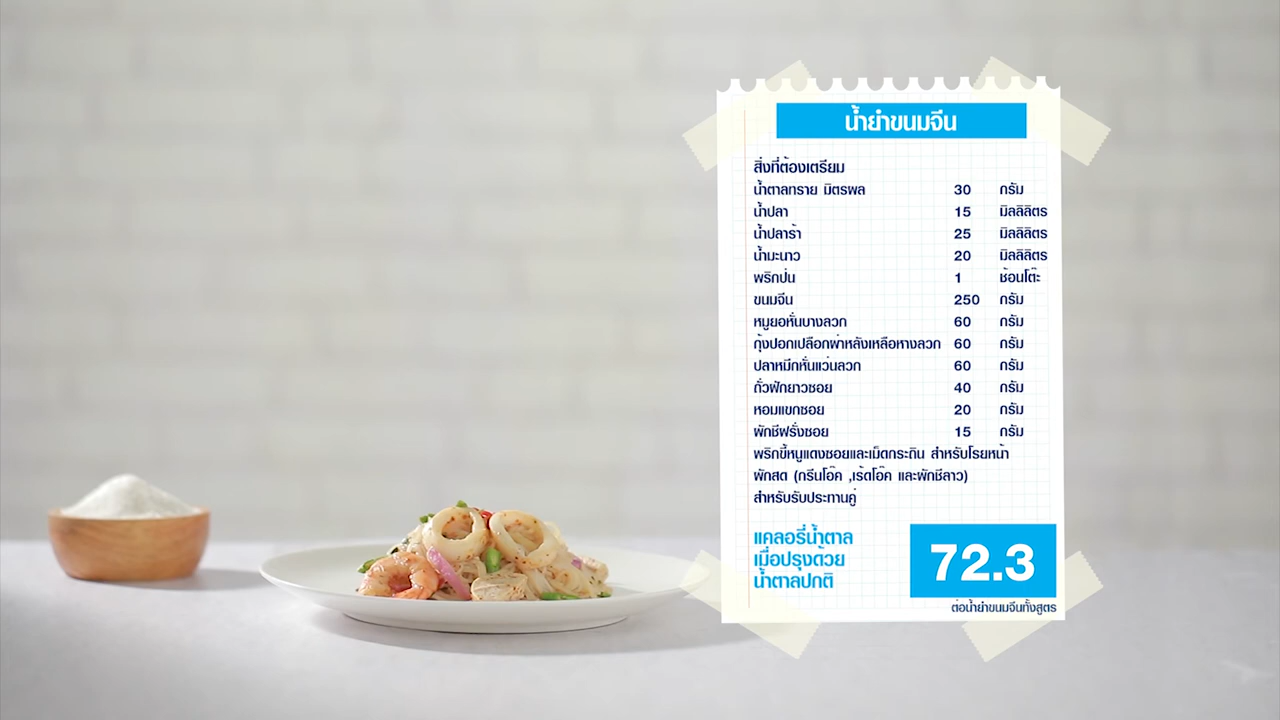 น้ำยำขนมจีน
สิ่งที่ต้องเตรียม
น้ำตาลทราย มิตรผล 30 กรัม
น้ำปลา 15 มิลลิลิตร
น้ำปลาร้า 25 มิลลิลิตร
น้ำมะนาว 20 มิลลิลิตร
พริกป่น 1 ช้อนโต๊ะ
ขนมจีน 250 กรัม
หมูยอหั่นบางลวก 60 กรัม
กุ้งปอกเปลือกผ่าหลังเหลือหางลวก 60 กรัม
ปลาหมึกหั่นแว่นลวก 60 กรัม
ถั่วฝักยาวซอย 40 กรัม
หอมแขกซอย 20 กรัม
ผักชีฝรั่งซอย 15 กรัม
พริกขี้หนูแดงซอยและเม็ดกระถิน สำหรับโรยหน้า
ผักสด (กรีนโอ๊ค ,เร้ดโอ๊ค และผักชีลาว)
สำหรับรับประทานคู่
แคลอรี่น้ำตาล
เมื่อปรุงด้วย
น้ำตาลปกติ
72.3
ต่อน้ำยำขนมจีนทั้งสูตร